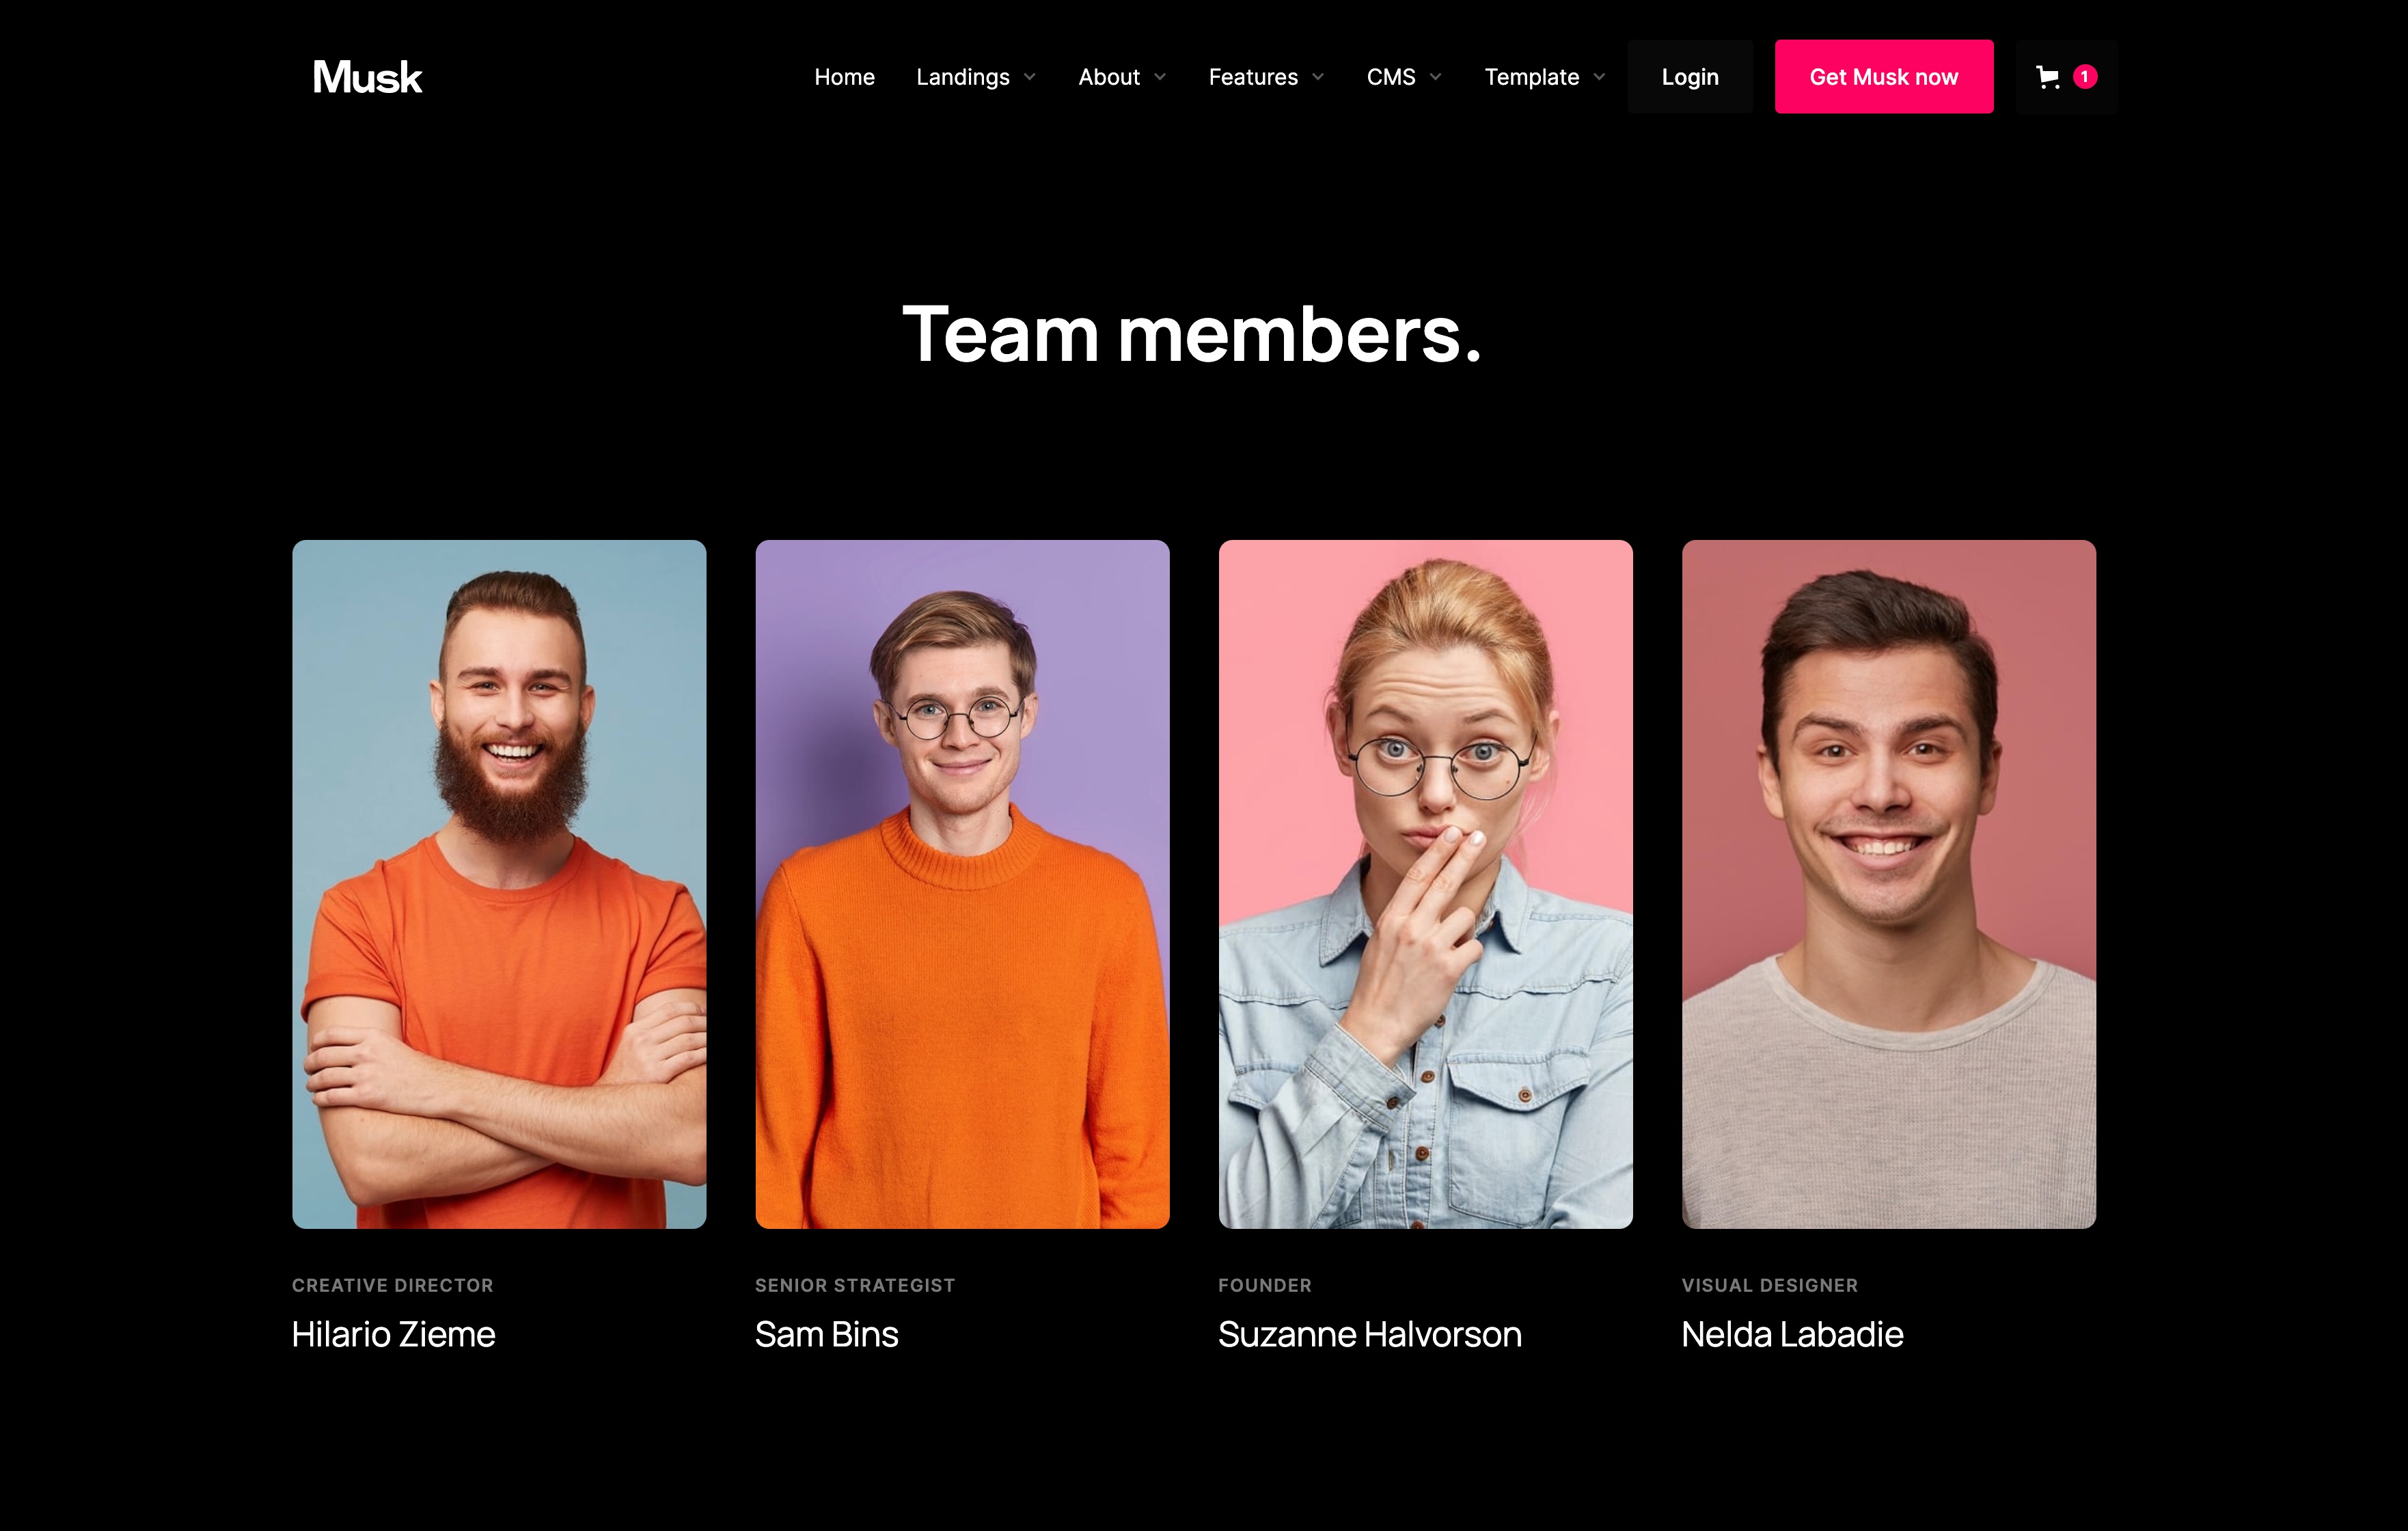 Musk
Home Landings About Features CMS Template Login Get Musk now 1
Team members.
CREATIVE DIRECTOR
Hilario Zieme
SENIOR STRATEGIST
Sam Bins
FOUNDER
Suzanne Halvorson
VISUAL DESIGNER
Nelda Labadie